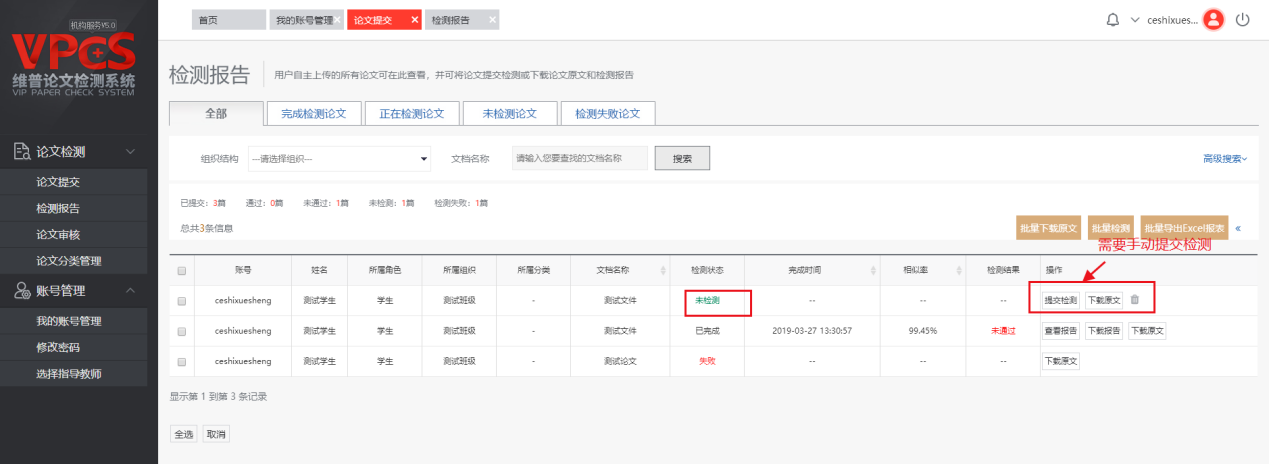 机构服务V5.0
VPCS
维普论文检测系统
VIP PAPER CHECK SYSTEM
首页 我的账号管理× 论文提交 × 检测报告 ×
ceshixues...
检测报告 用户自主上传的所有论文可在此查看，并可将论文提交检测或下载论文原文和检测报告
全部 完成检测论文 正在检测论文 未检测论文 检测失败论文
论文检测
论文提交
检测报告
论文审核
论文分类管理
账号管理
我的账号管理
修改密码
选择指导教师
组织结构 ---请选择组织--- 文档名称 请输入您要查找的文档名称 搜索 高级搜索
已提交：3篇 通过：0篇 未通过：1篇 未检测：1篇 检测失败：1篇
总共3条信息 批量下载原文 批量检测 批量导出Excel报表 «
需要手动提交检测
账号 姓名 所属角色 所属组织 所属分类 文档名称 检测状态 完成时间 相似率 检测结果 操作
ceshixuesheng 测试学生 学生 测试班级 - 测试文件 未检测 -- -- -- 提交检测 下载原文
ceshixuesheng 测试学生 学生 测试班级 - 测试文件 已完成 2019-03-27 13:30:57 99.45% 未通过 查看报告 下载报告 下载原文
ceshixuesheng 测试学生 学生 测试班级 - 测试论文 失败 -- -- -- 下载原文
显示第 1 到第 3 条记录
全选 取消